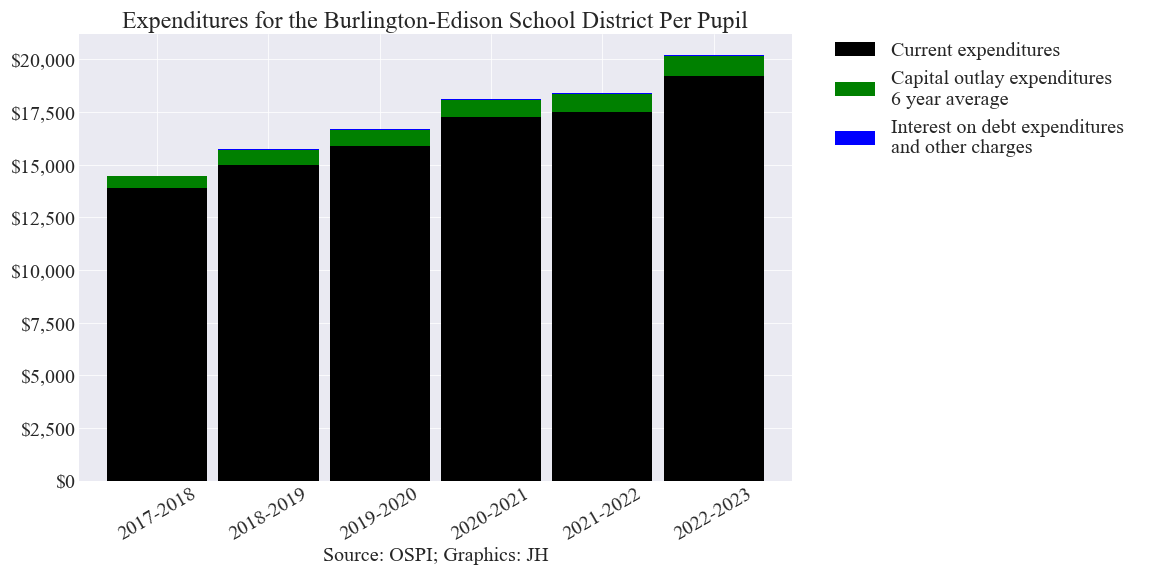 Expenditures for the Burlington-Edison School District Per Pupil
$20,000
$17,500
$15,000
$12,500
$10,000
$7,500
$5,000
$2,500
$0
2017-2018
2018-2019
2019-2020
2020-2021
2021-2022
2022-2023
Source: OSPI; Graphics: JH
Current expenditures
Capital outlay expenditures
6 year average
Interest on debt expenditures
and other charges